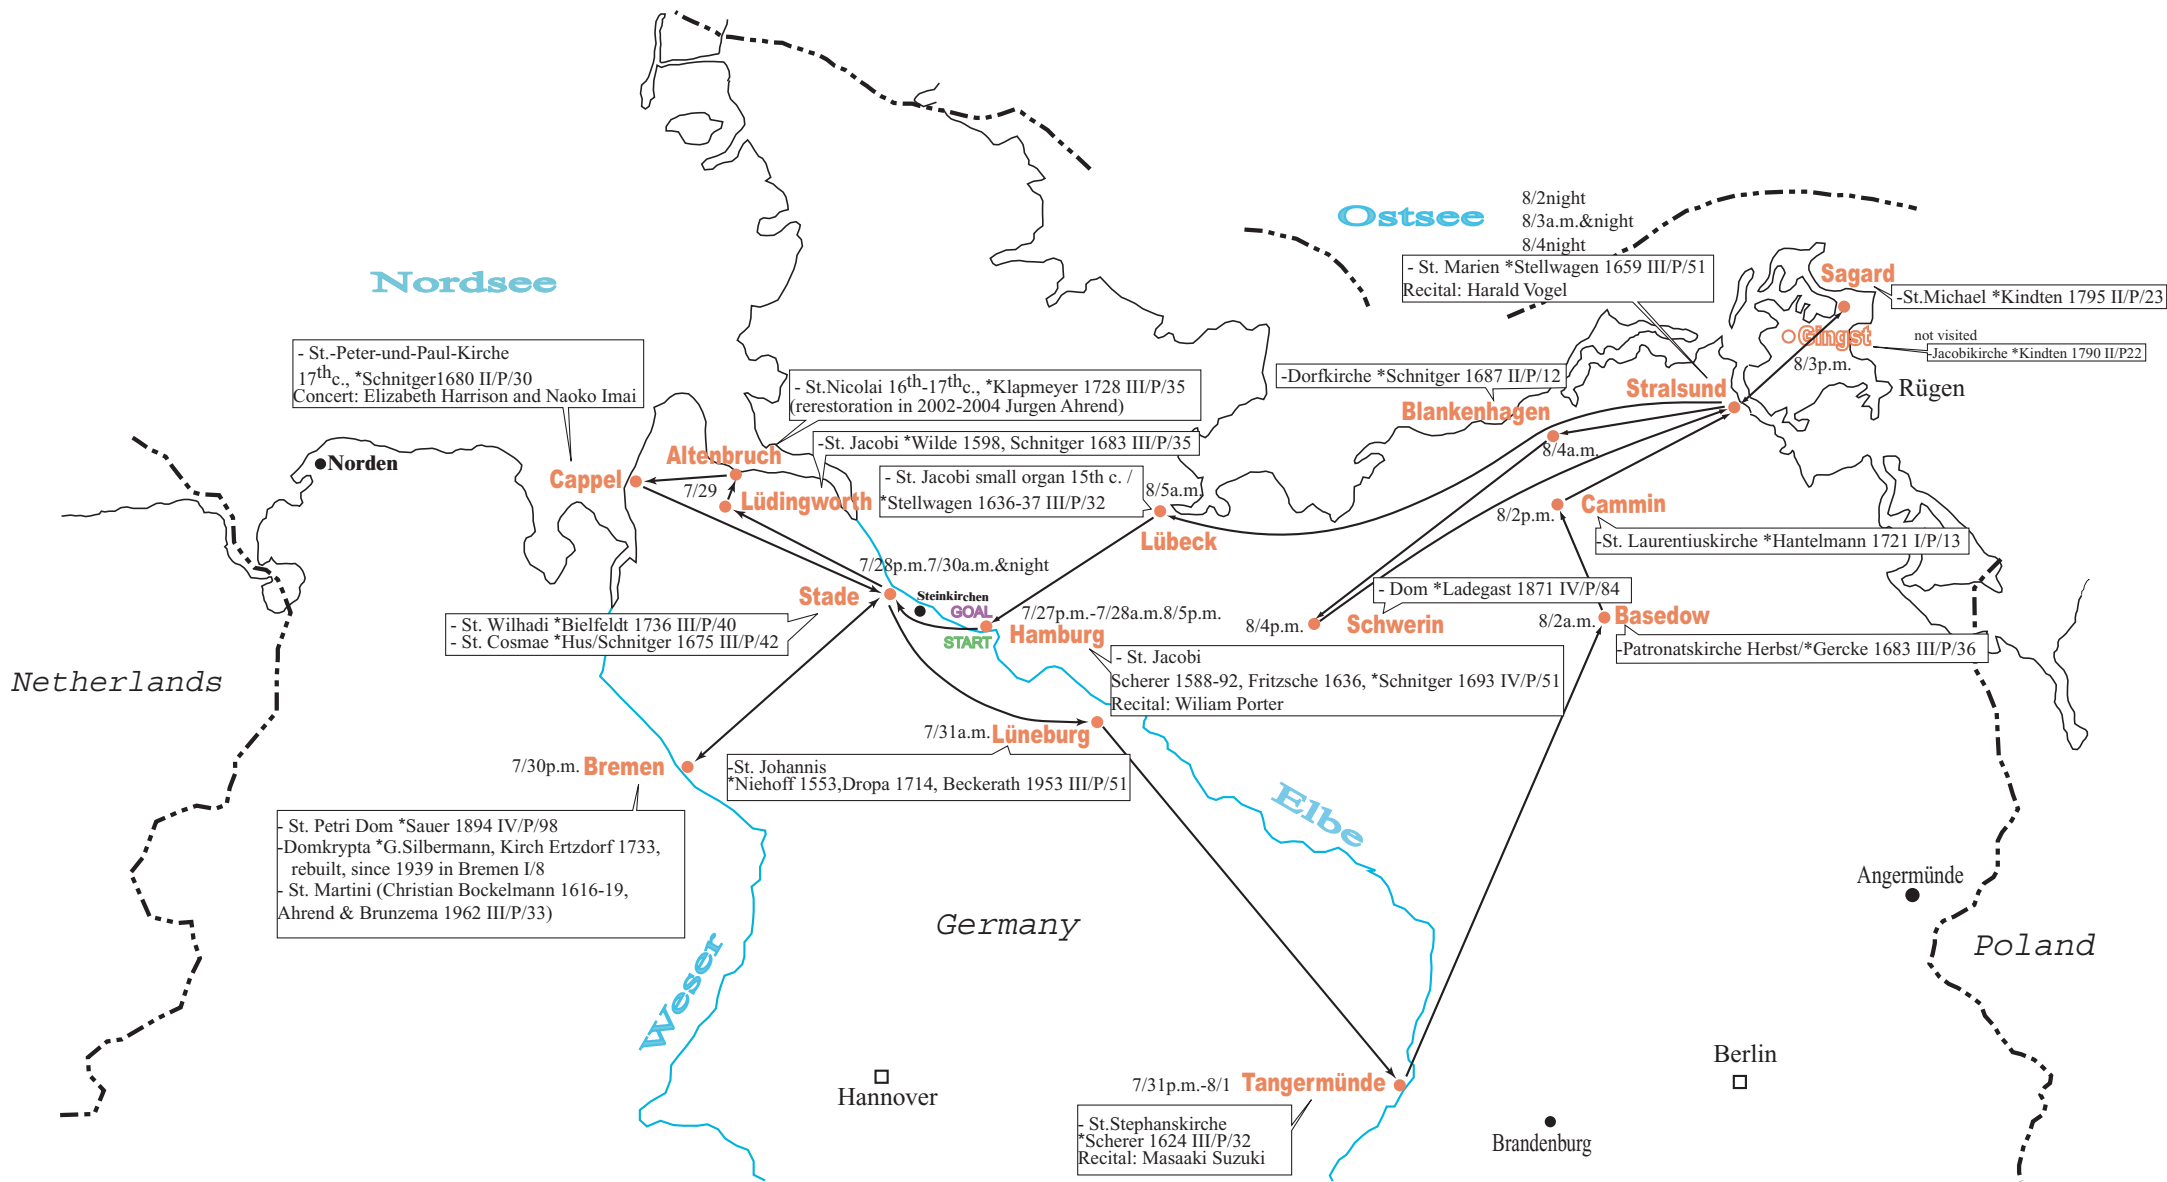 8/2night
8/3a.m.&night
8/4night
Ostsee
- St. Marien *Stellwagen 1659 III/P/51
Recital: Harald Vogel
Sagard
-St.Michael *Kindten 1795 II/P/23
Nordsee
Gingst
not visited
-Jacobikirche *Kindten 1790 II/P22
8/3p.m.
Rügen
- St.-Peter-und-Paul-Kirche
17thc., *Schnitger1680 II/P/30
Concert: Elizabeth Harrison and Naoko Imai
- St.Nicolai 16th-17thc., *Klapmeyer 1728 III/P/35
(rerestoration in 2002-2004 Jurgen Ahrend)
-Dorfkirche *Schnitger 1687 II/P/12
Stralsund
Blankenhagen
8/4a.m.
-St. Jacobi *Wilde 1598, Schnitger 1683 III/P/35
Altenbruch
Norden
Cappel
7/29
Lüdingworth
- St. Jacobi small organ 15th c. /
*Stellwagen 1636-37 III/P/32
8/5a.m.
Lübeck
Cammin
8/2p.m.
-St. Laurentiuskirche *Hantelmann 1721 I/P/13
7/28p.m.7/30a.m.&night
Stade
Steinkirchen
GOAL
START
7/27p.m.-7/28a.m.8/5p.m.
Hamburg
- Dom *Ladegast 1871 IV/P/84
8/4p.m.
Schwerin
8/2a.m.
Basedow
-Patronatskirche Herbst/*Gercke 1683 III/P/36
- St. Wilhadi *Bielfeldt 1736 III/P/40
- St. Cosmae *Hus/Schnitger 1675 III/P/42
- St. Jacobi
Scherer 1588-92, Fritzsche 1636, *Schnitger 1693 IV/P/51
Recital: Wiliam Porter
Netherlands
7/31a.m.
Lüneburg
7/30p.m.
Bremen
-St. Johannis
*Niehoff 1553,Dropa 1714, Beckerath 1953 III/P/51
Elbe
- St. Petri Dom *Sauer 1894 IV/P/98
-Domkrypta *G.Silbermann, Kirch Ertzdorf 1733,
rebuilt, since 1939 in Bremen I/8
- St. Martini (Christian Bockelmann 1616-19,
Ahrend & Brunzema 1962 III/P/33)
Angermünde
Germany
Poland
Weser
Berlin
Hannover
7/31p.m.-8/1
Tangermünde
- St.Stephanskirche
*Scherer 1624 III/P/32
Recital: Masaaki Suzuki
Brandenburg